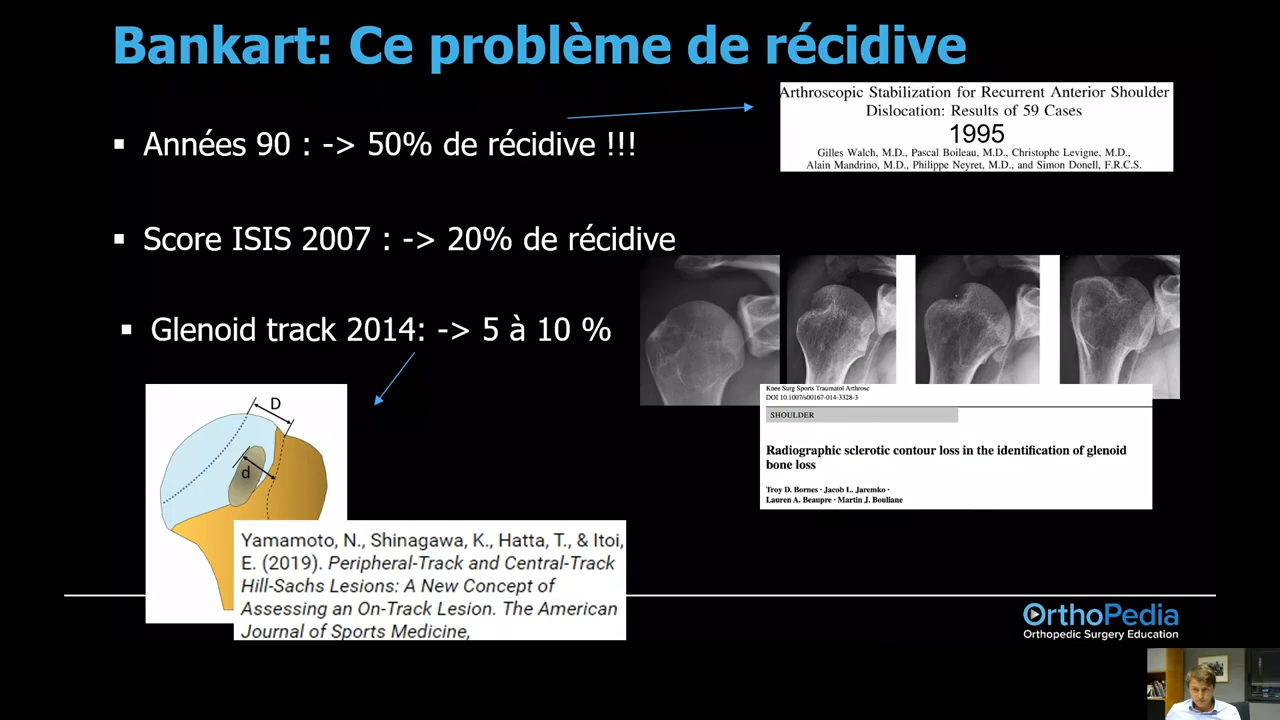 Bankart: Ce problème de récidive
Années 90 : -> 50% de récidive !!!
Arthroscopic Stabilization for Recurrent Anterior Shoulder
Dislocation: Results of 59 Cases
1995
Gilles Walch, M.D., Pascal Boileau, M.D., Christophe Levigne, M.D.,
Alain Mandrino, M.D., Philippe Neyret, M.D., and Simon Donell, F.R.C.S.
Score ISIS 2007 : -> 20% de récidive
Glenoid track 2014: -> 5 à 10 %
Knee Surg Sports Traumatol Arthrosc
DOI 10.1007/s00167-014-3328-3
SHOULDER
Radiographic sclerotic contour loss in the identification of glenoid
bone loss
Troy D. Bornes · Jacob L. Jaremko ·
Lauren A. Beaupre · Martin J. Bouliane
D
d
Yamamoto, N., Shinagawa, K., Hatta, T., & Itoi,
E. (2019). Peripheral-Track and Central-Track
Hill-Sachs Lesions: A New Concept of
Assessing an On-Track Lesion. The American
Journal of Sports Medicine,
OrthoPedia
Orthopedic Surgery Education